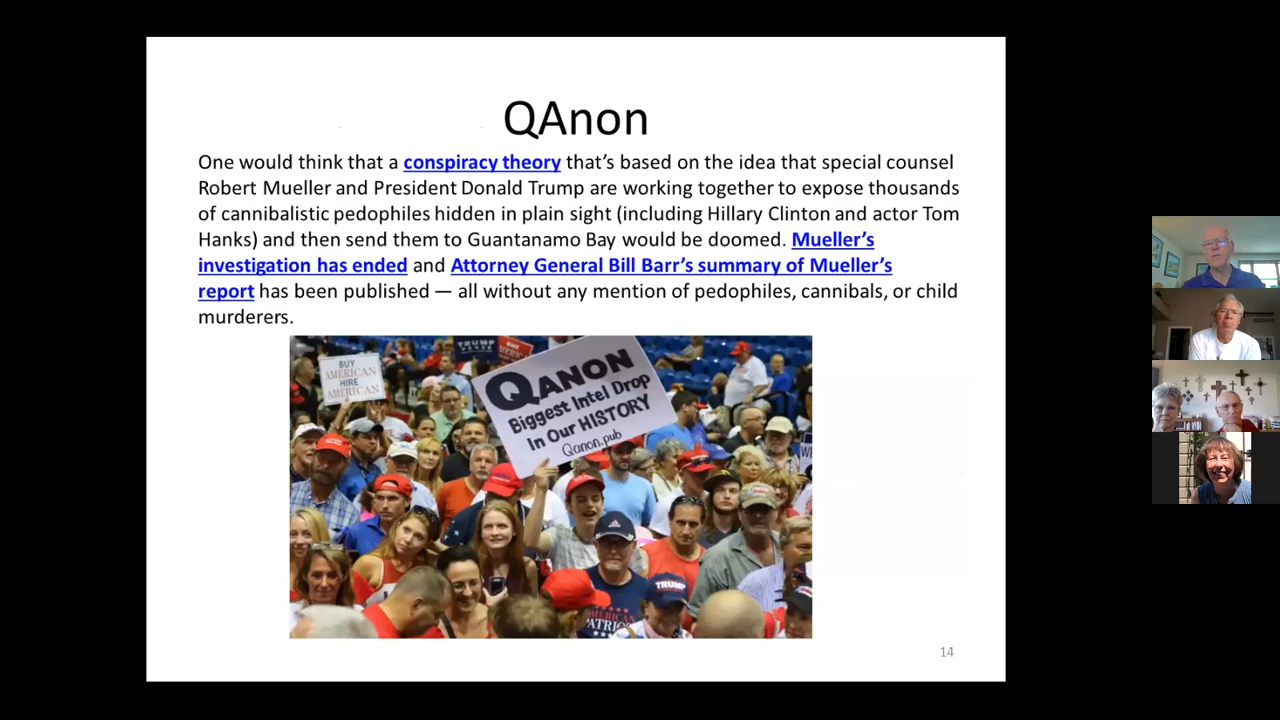 QAnon
One would think that a conspiracy theory that’s based on the idea that special counsel
Robert Mueller and President Donald Trump are working together to expose thousands
of cannibalistic pedophiles hidden in plain sight (including Hillary Clinton and actor Tom
Hanks) and then send them to Guantanamo Bay would be doomed. Mueller’s
investigation has ended and Attorney General Bill Barr’s summary of Mueller’s
report has been published — all without any mention of pedophiles, cannibals, or child
murderers.
TRUMP
BUY
AMERICAN
HIRE
AMERICAN
QANON
Biggest Intel Drop
In Our HISTORY
Qanon.pub
TRUMP
AMERICAN
PATRIOT
14